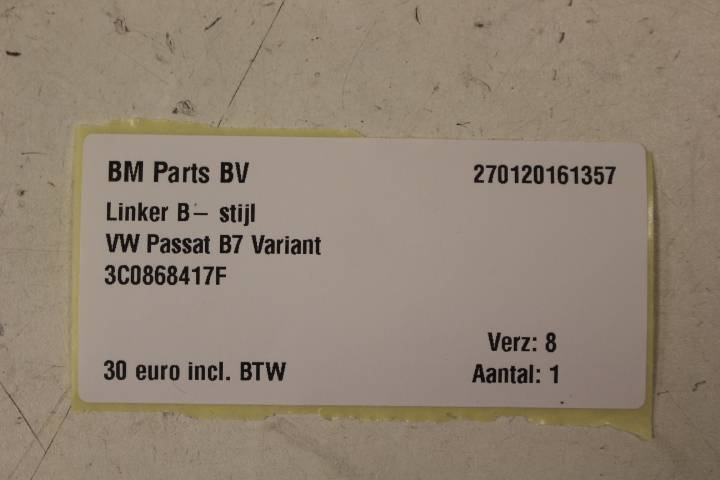 BM Parts BV 270120161357
Linker B– stijl
VW Passat B7 Variant
3C0868417F
Verz: 8
30 euro incl. BTW Aantal: 1